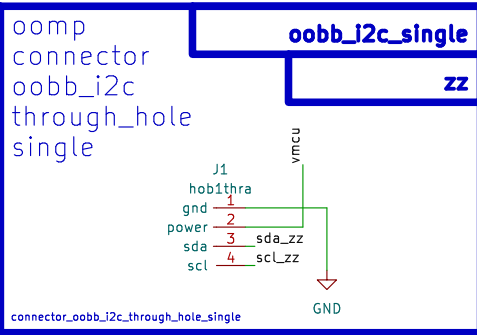 oomp
connector
oobb_i2c
through_hole
single
oobb_i2c_single
zz
vmcu
J1
hob1thra
gnd 1
power 2
sda 3 sda_zz
scl 4 scl_zz
GND
connector_oobb_i2c_through_hole_single